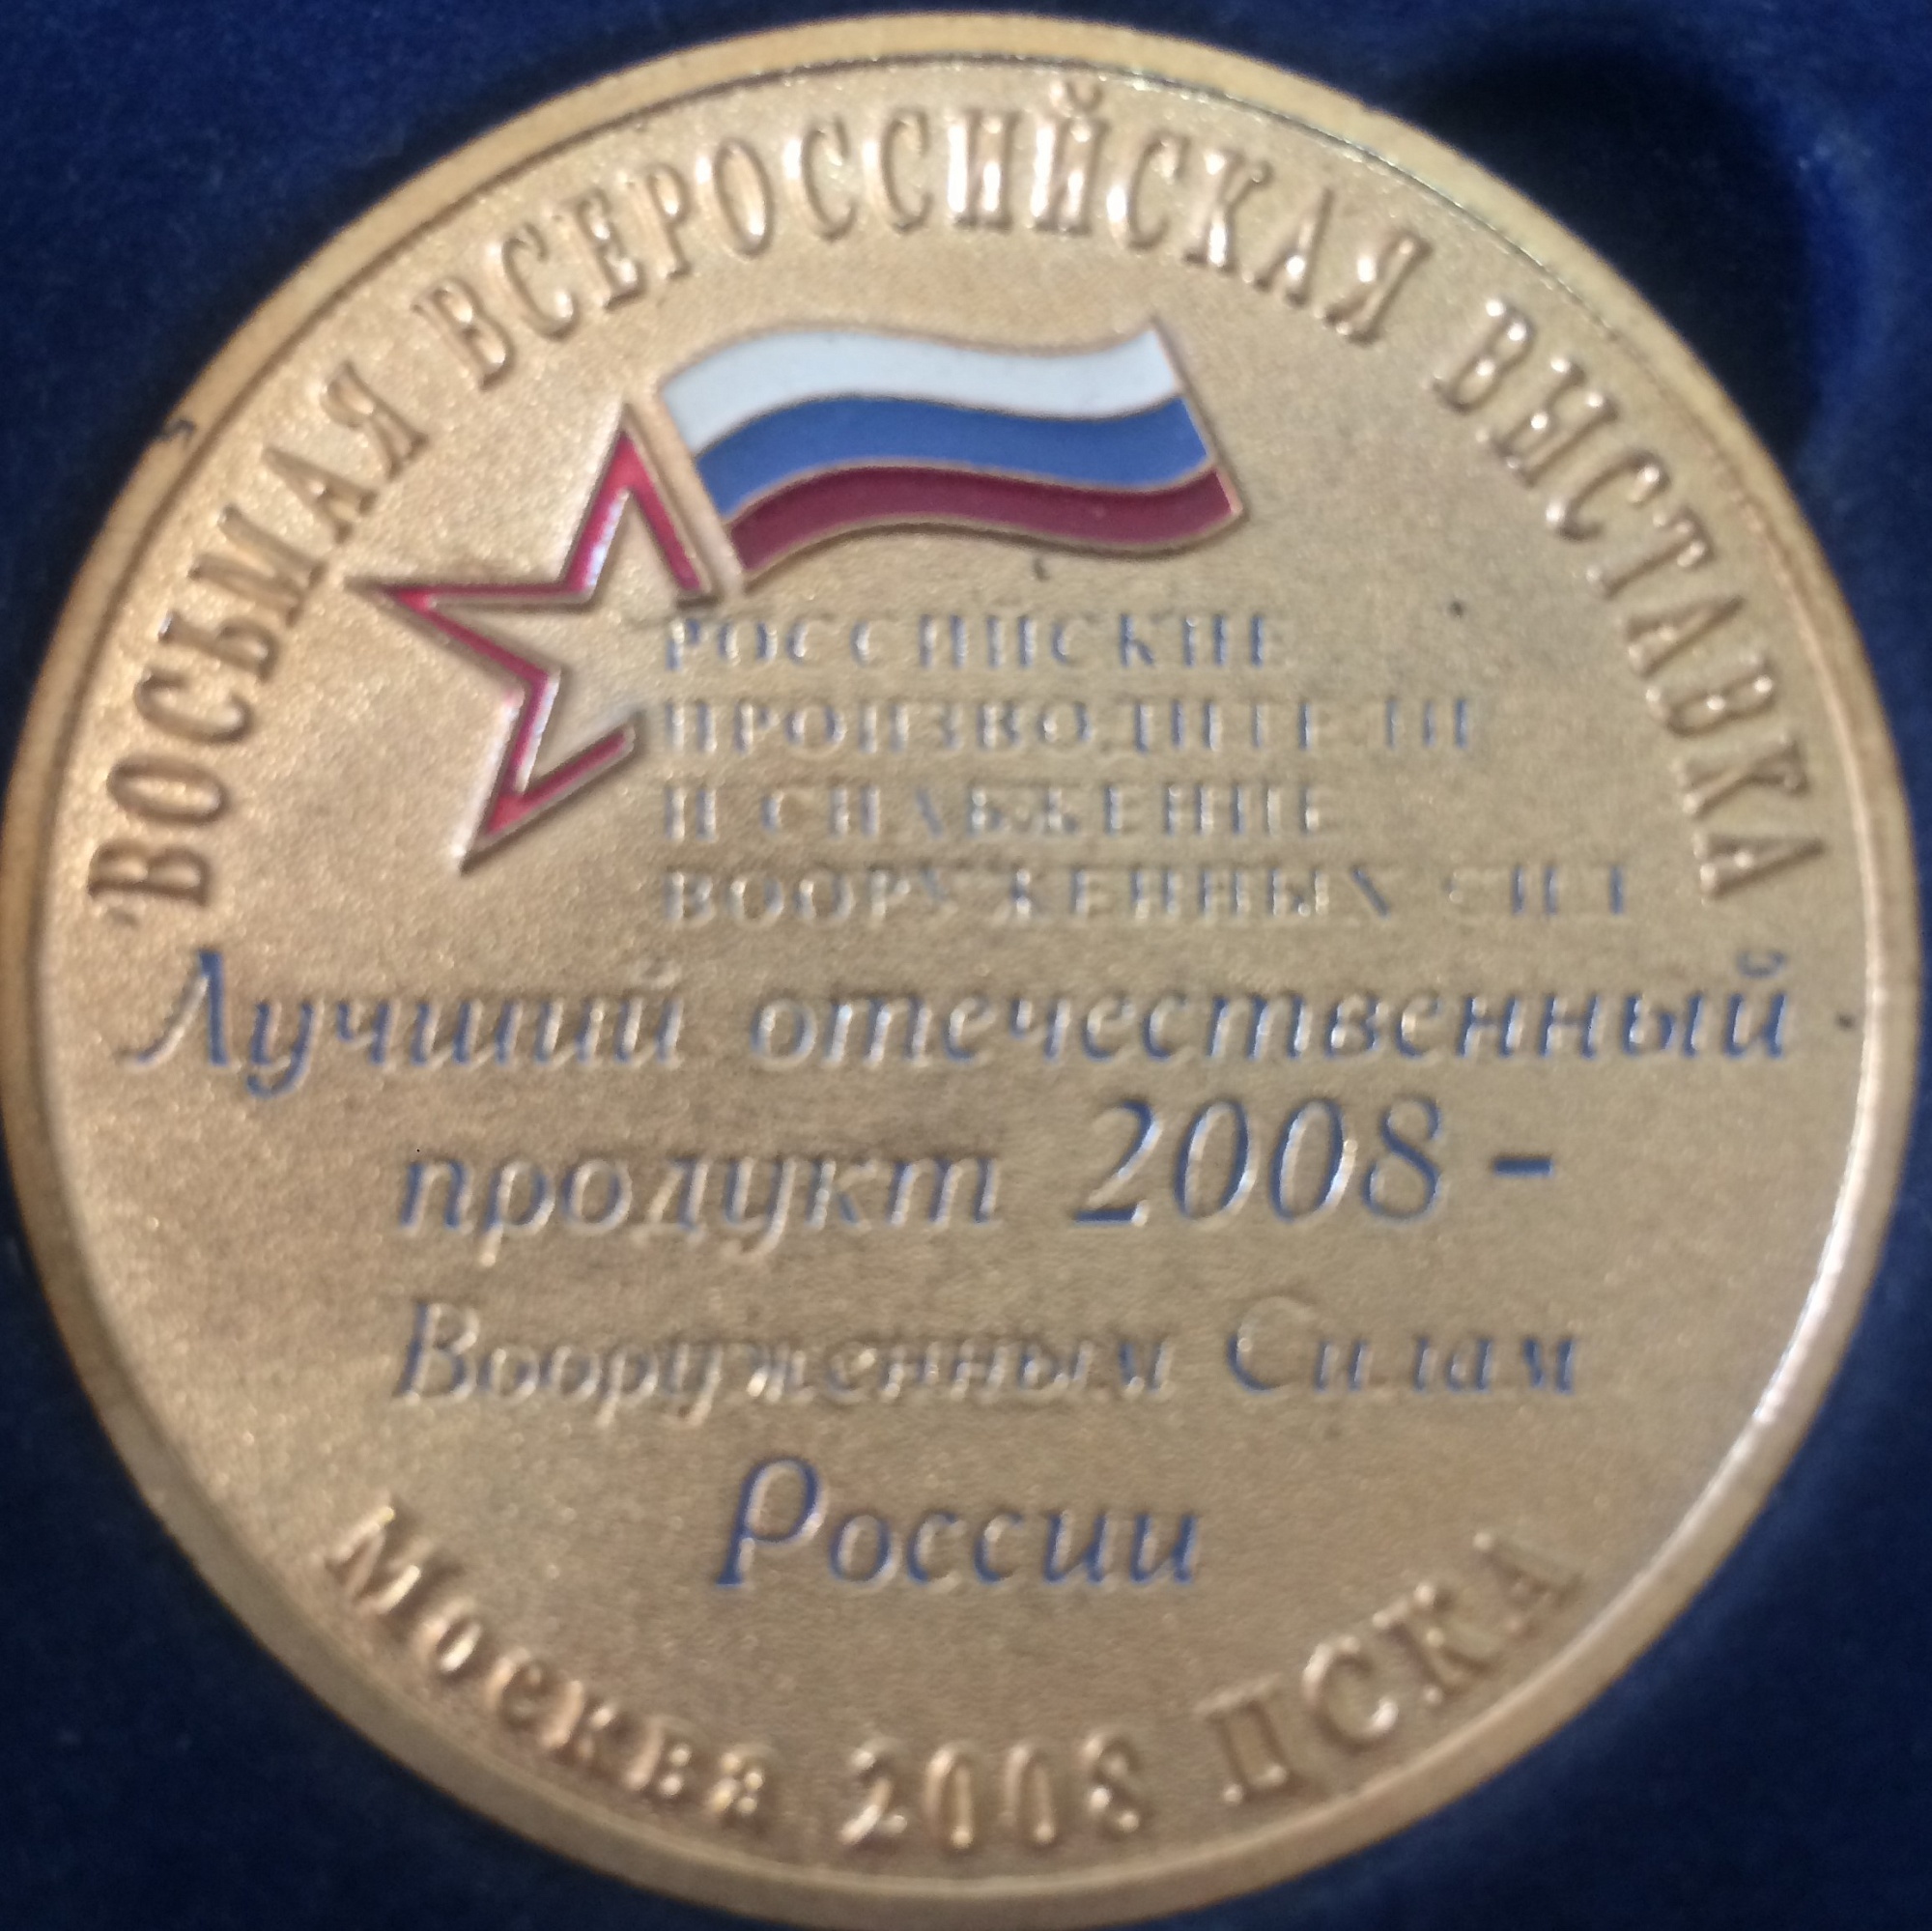 ВОСЬМАЯ ВСЕРОССИЙСКАЯ ВЫСТАВКА
РОССИЙСКИЕ
ПРОИЗВОДИТЕЛИ
И СНАБЖЕНИЕ
ВООРУЖЕННЫХ СИЛ
Лучший отечественный
продукт 2008 -
Вооруженным Силам
России
Москва 2008 ЦСКА